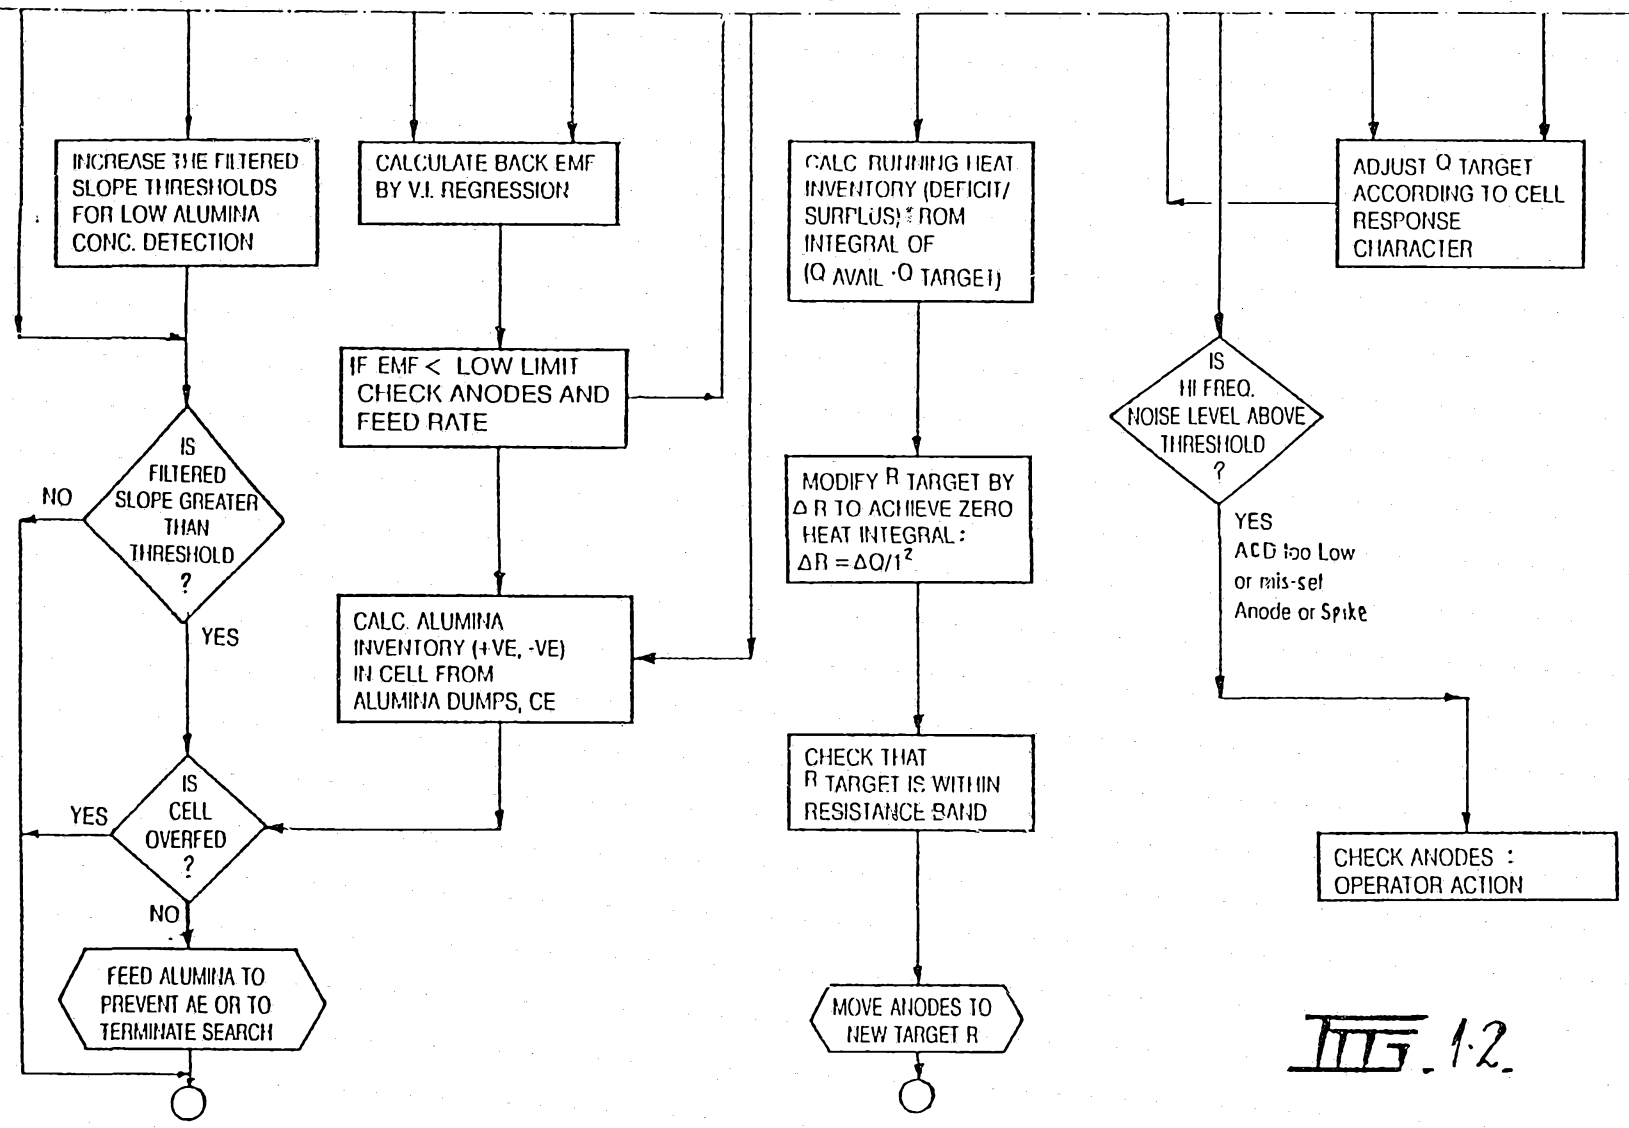 INCREASE THE FILTERED
SLOPE THRESHOLDS
FOR LOW ALUMINA
CONC. DETECTION
IS
FILTERED
SLOPE GREATER
THAN
THRESHOLD
?
NO
YES
IS
CELL
OVERFED
?
YES
NO
FEED ALUMINA TO
PREVENT AE OR TO
TERMINATE SEARCH
CALCULATE BACK EMF
BY V.I. REGRESSION
IF EMF < LOW LIMIT
CHECK ANODES AND
FEED RATE
CALC. ALUMINA
INVENTORY (+VE, -VE)
IN CELL FROM
ALUMINA DUMPS, CE
CALC RUNNING HEAT
INVENTORY (DEFICIT/
SURPLUS) FROM
INTEGRAL OF
(Q AVAIL -Q TARGET)
MODIFY R TARGET BY
Δ R TO ACHIEVE ZERO
HEAT INTEGRAL :
ΔR = ΔQ/I²
CHECK THAT
R TARGET IS WITHIN
RESISTANCE BAND
MOVE ANODES TO
NEW TARGET R
ADJUST Q TARGET
ACCORDING TO CELL
RESPONSE
CHARACTER
IS
HI FREQ.
NOISE LEVEL ABOVE
THRESHOLD
?
YES
ACD too Low
or mis-set
Anode or Spike
CHECK ANODES :
OPERATOR ACTION
FIG. 1.2.